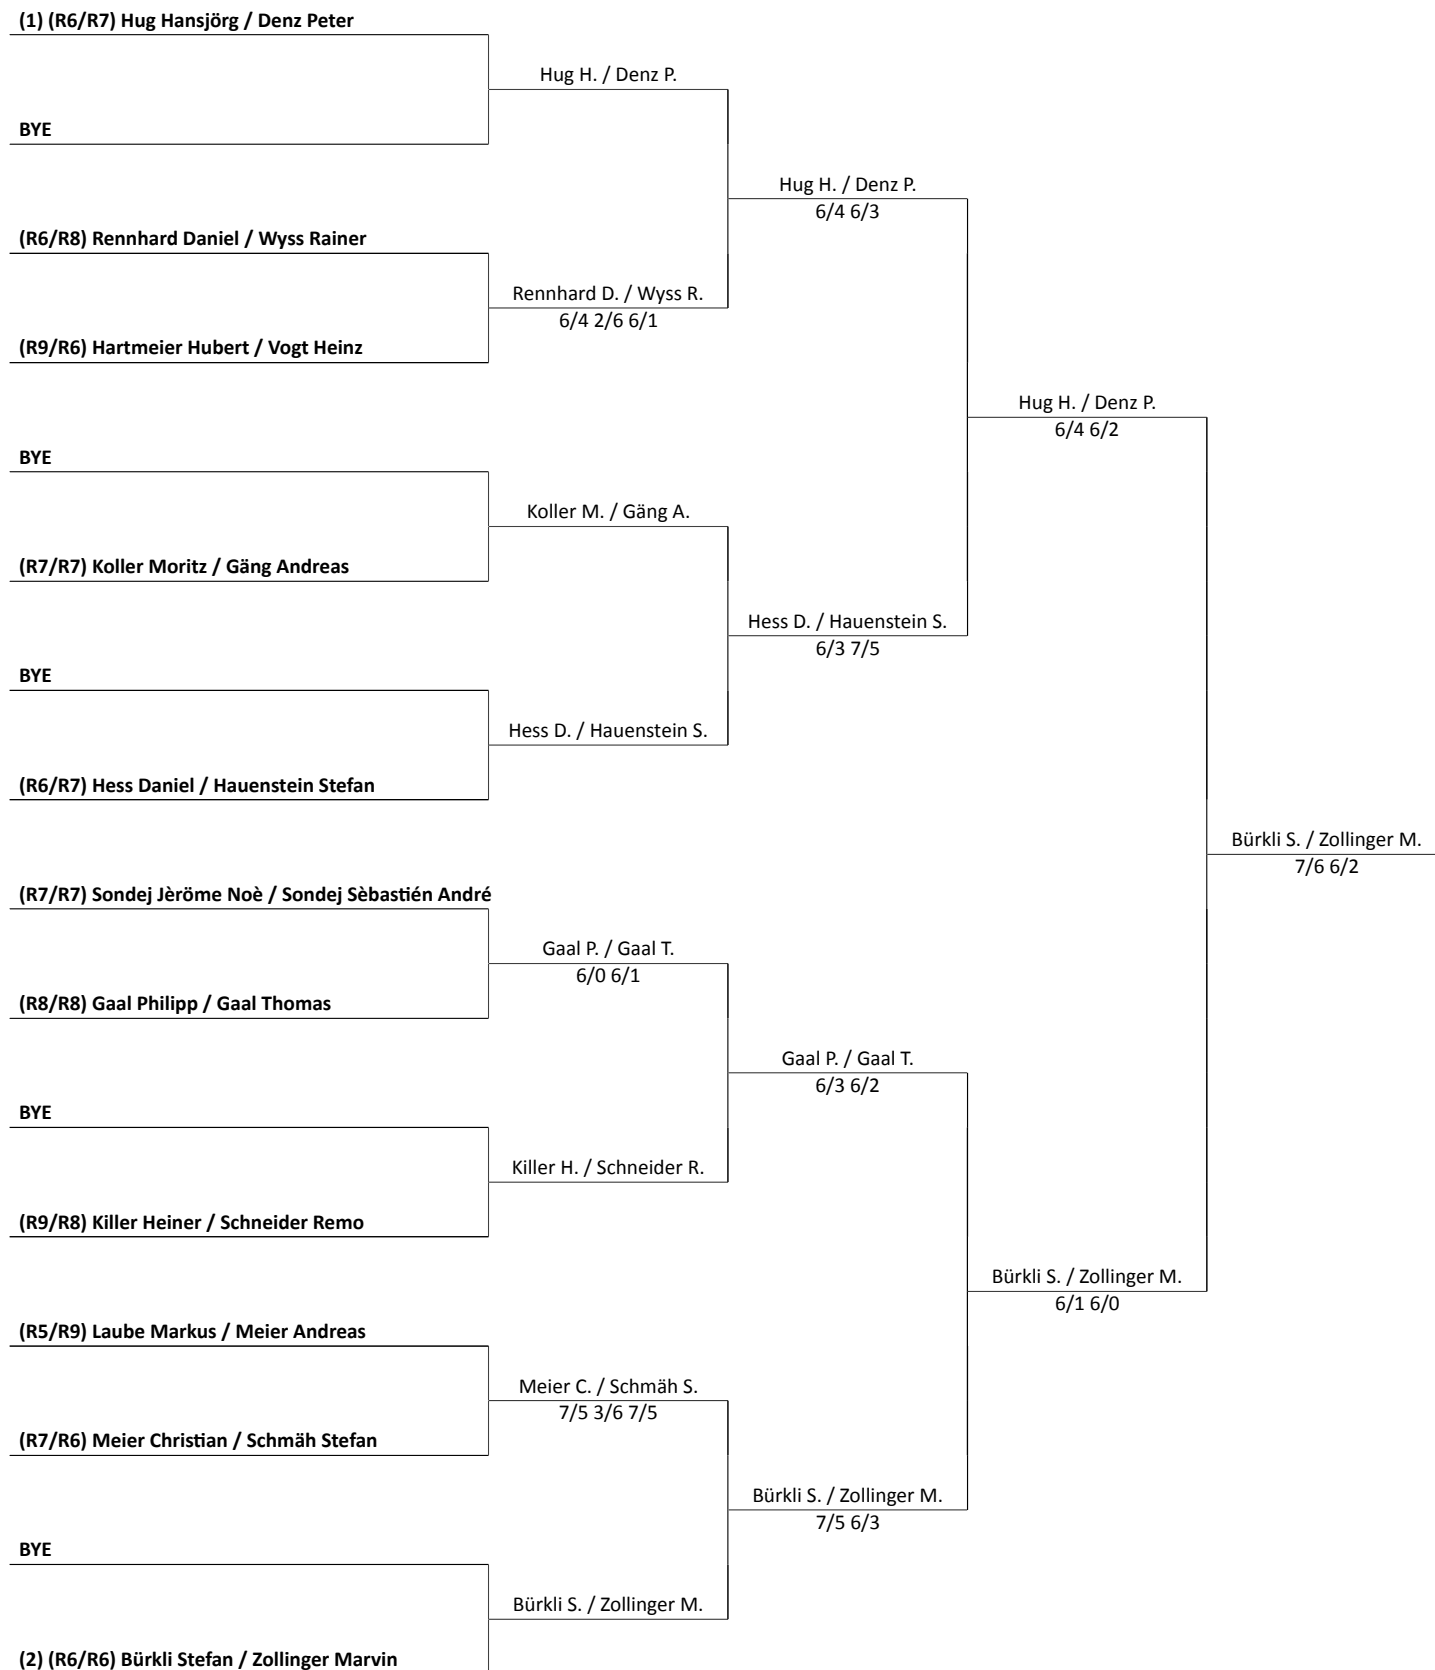 (1) (R6/R7) Hug Hansjörg / Denz Peter
Hug H. / Denz P.
BYE
Hug H. / Denz P.
6/4 6/3
(R6/R8) Rennhard Daniel / Wyss Rainer
Rennhard D. / Wyss R.
6/4 2/6 6/1
(R9/R6) Hartmeier Hubert / Vogt Heinz
Hug H. / Denz P.
6/4 6/2
BYE
Koller M. / Gäng A.
(R7/R7) Koller Moritz / Gäng Andreas
Hess D. / Hauenstein S.
6/3 7/5
BYE
Hess D. / Hauenstein S.
(R6/R7) Hess Daniel / Hauenstein Stefan
Bürkli S. / Zollinger M.
7/6 6/2
(R7/R7) Sondej Jèröme Noè / Sondej Sèbastién André
Gaal P. / Gaal T.
6/0 6/1
(R8/R8) Gaal Philipp / Gaal Thomas
Gaal P. / Gaal T.
6/3 6/2
BYE
Killer H. / Schneider R.
(R9/R8) Killer Heiner / Schneider Remo
Bürkli S. / Zollinger M.
6/1 6/0
(R5/R9) Laube Markus / Meier Andreas
Meier C. / Schmäh S.
7/5 3/6 7/5
(R7/R6) Meier Christian / Schmäh Stefan
Bürkli S. / Zollinger M.
7/5 6/3
BYE
Bürkli S. / Zollinger M.
(2) (R6/R6) Bürkli Stefan / Zollinger Marvin